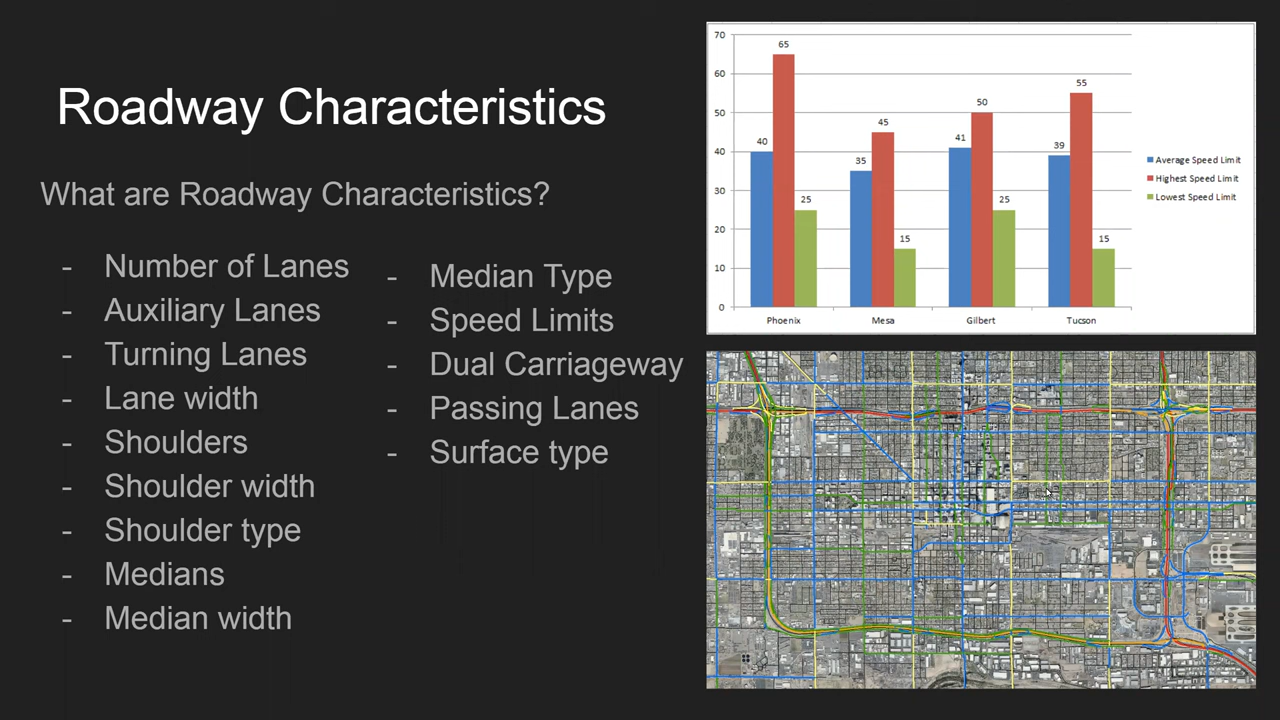 Roadway Characteristics
What are Roadway Characteristics?
- Number of Lanes
- Auxiliary Lanes
- Turning Lanes
- Lane width
- Shoulders
- Shoulder width
- Shoulder type
- Medians
- Median width
- Median Type
- Speed Limits
- Dual Carriageway
- Passing Lanes
- Surface type
70
60
50
40
30
20
10
0
40
65
25
35
45
15
41
50
25
39
55
15
Phoenix
Mesa
Gilbert
Tucson
Average Speed Limit
Highest Speed Limit
Lowest Speed Limit